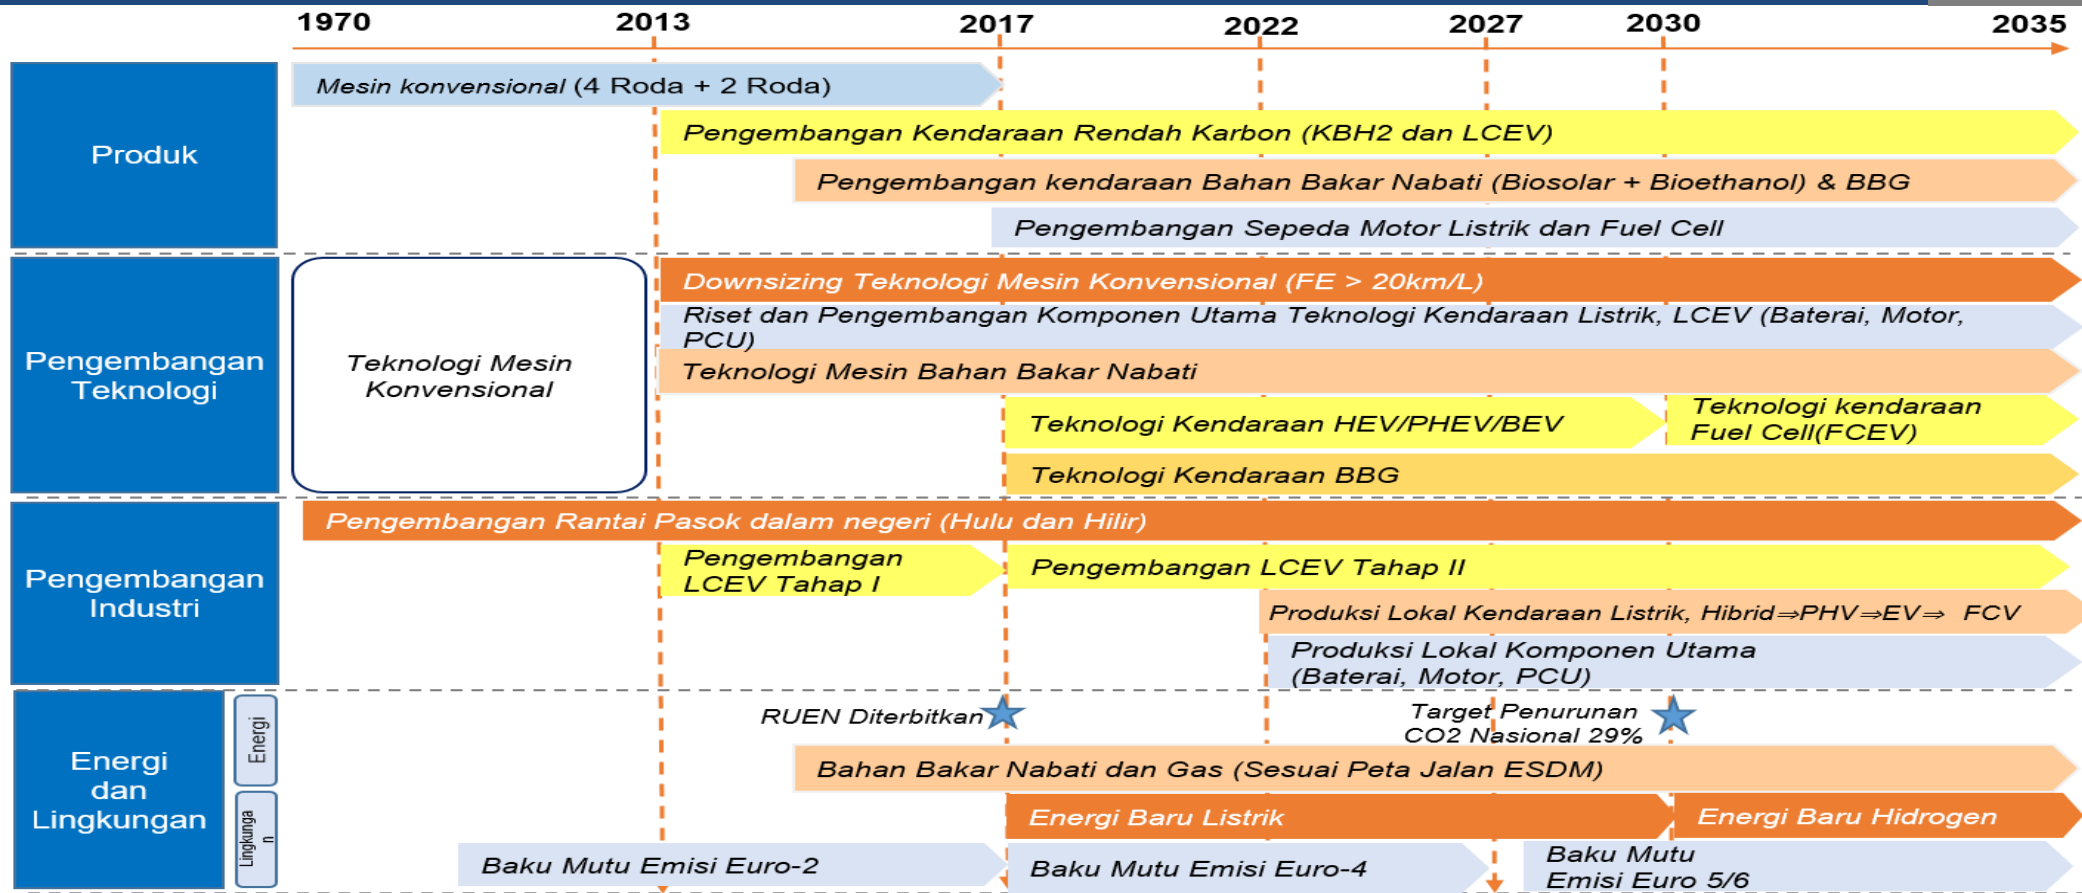 1970 2013 2017 2022 2027 2030 2035
Produk
Mesin konvensional (4 Roda + 2 Roda)
Pengembangan Kendaraan Rendah Karbon (KBH2 dan LCEV)
Pengembangan kendaraan Bahan Bakar Nabati (Biosolar + Bioethanol) & BBG
Pengembangan Sepeda Motor Listrik dan Fuel Cell
Pengembangan
Teknologi
Teknologi Mesin
Konvensional
Downsizing Teknologi Mesin Konvensional (FE > 20km/L)
Riset dan Pengembangan Komponen Utama Teknologi Kendaraan Listrik, LCEV (Baterai, Motor,
PCU)
Teknologi Mesin Bahan Bakar Nabati
Teknologi Kendaraan HEV/PHEV/BEV
Teknologi kendaraan
Fuel Cell(FCEV)
Teknologi Kendaraan BBG
Pengembangan
Industri
Pengembangan Rantai Pasok dalam negeri (Hulu dan Hilir)
Pengembangan
LCEV Tahap I
Pengembangan LCEV Tahap II
Produksi Lokal Kendaraan Listrik, Hibrid⇒PHV⇒EV⇒ FCV
Produksi Lokal Komponen Utama
(Baterai, Motor, PCU)
Energi
dan
Lingkungan
Energi
Lingkunga
n
RUEN Diterbitkan
Target Penurunan
CO2 Nasional 29%
Bahan Bakar Nabati dan Gas (Sesuai Peta Jalan ESDM)
Energi Baru Listrik
Energi Baru Hidrogen
Baku Mutu Emisi Euro-2
Baku Mutu Emisi Euro-4
Baku Mutu
Emisi Euro 5/6